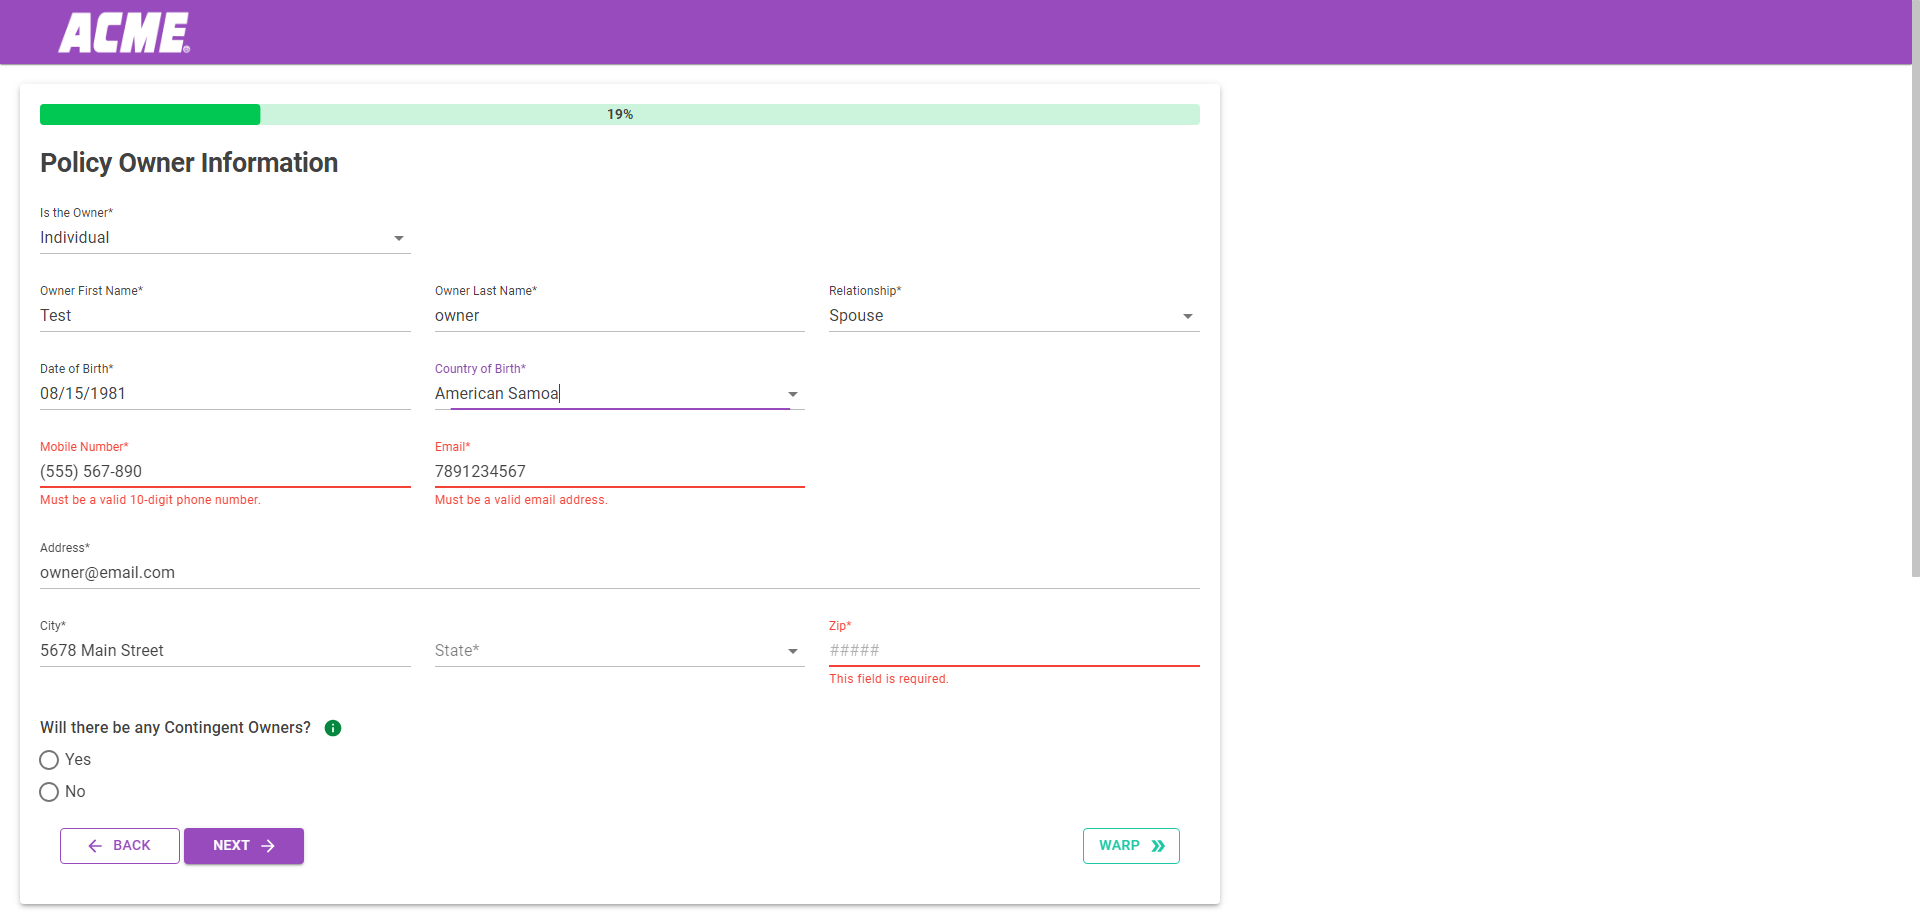 ACME®
19%
Policy Owner Information
Is the Owner*
Individual
Owner First Name*
Owner Last Name*
Relationship*
Test
owner
Spouse
Date of Birth*
Country of Birth*
08/15/1981
American Samoa
Mobile Number*
Email*
(555) 567-890
7891234567
Must be a valid 10-digit phone number.
Must be a valid email address.
Address*
owner@email.com
City*
Zip*
5678 Main Street
State*
#####
This field is required.
Will there be any Contingent Owners?
Yes
No
BACK
NEXT
WARP